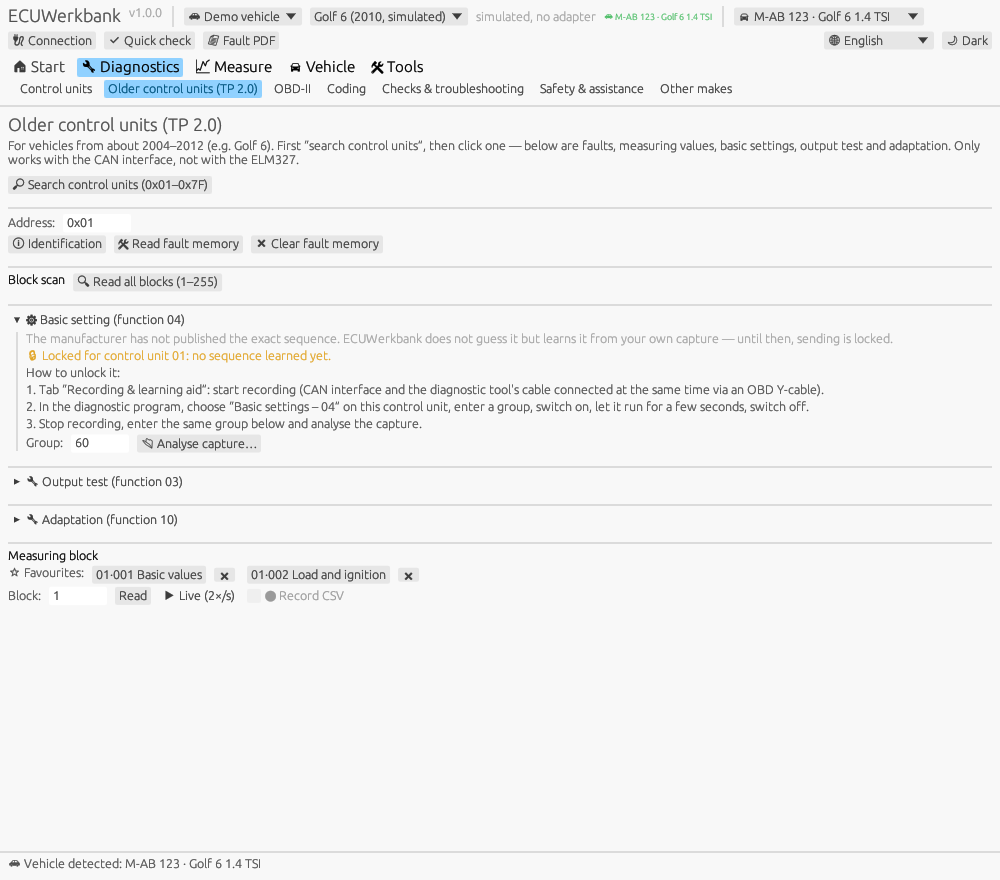 ECUWerkbank v1.0.0 Demo vehicle Golf 6 (2010, simulated) simulated, no adapter M-AB 123 · Golf 6 1.4 TSI M-AB 123 · Golf 6 1.4 TSI
Connection Quick check Fault PDF English Dark
Start Diagnostics Measure Vehicle Tools
Control units Older control units (TP 2.0) OBD-II Coding Checks & troubleshooting Safety & assistance Other makes
Older control units (TP 2.0)
For vehicles from about 2004–2012 (e.g. Golf 6). First “search control units”, then click one — below are faults, measuring values, basic settings, output test and adaptation. Only
works with the CAN interface, not with the ELM327.
Search control units (0x01–0x7F)
Address: 0x01
Identification Read fault memory Clear fault memory
Block scan Read all blocks (1–255)
Basic setting (function 04)
The manufacturer has not published the exact sequence. ECUWerkbank does not guess it but learns it from your own capture — until then, sending is locked.
Locked for control unit 01: no sequence learned yet.
How to unlock it:
1. Tab “Recording & learning aid”: start recording (CAN interface and the diagnostic tool's cable connected at the same time via an OBD Y-cable).
2. In the diagnostic program, choose “Basic settings – 04” on this control unit, enter a group, switch on, let it run for a few seconds, switch off.
3. Stop recording, enter the same group below and analyse the capture.
Group: 60 Analyse capture…
Output test (function 03)
Adaptation (function 10)
Measuring block
Favourites: 01·001 Basic values 01·002 Load and ignition
Block: 1 Read Live (2×/s) Record CSV
Vehicle detected: M-AB 123 · Golf 6 1.4 TSI